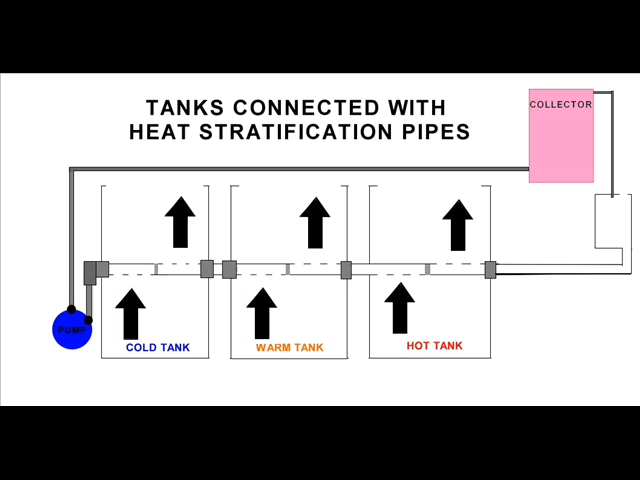 TANKS CONNECTED WITH
HEAT STRATIFICATION PIPES
COLLECTOR
PUMP
COLD TANK
WARM TANK
HOT TANK